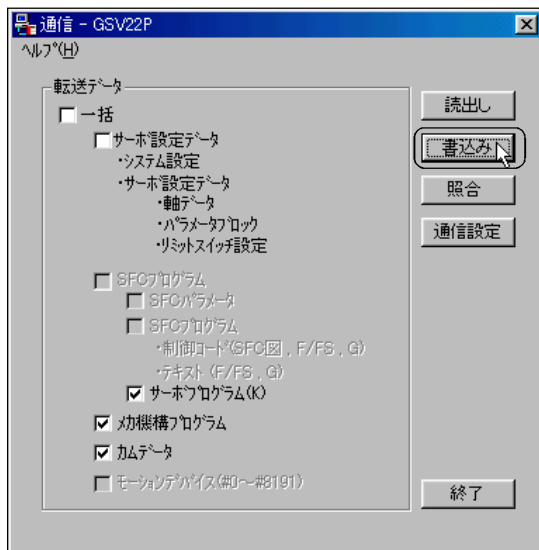 通信 - GSV22P
ﾍﾙﾌﾟ(H)
転送ﾃﾞｰﾀ
一括
ｻｰﾎﾞ設定ﾃﾞｰﾀ
・ｼｽﾃﾑ設定
・ｻｰﾎﾞ設定ﾃﾞｰﾀ
・軸ﾃﾞｰﾀ
・ﾊﾟﾗﾒｰﾀﾌﾞﾛｯｸ
・ﾘﾐｯﾄｽｲｯﾁ設定
SFCﾌﾟﾛｸﾞﾗﾑ
SFCﾊﾟﾗﾒｰﾀ
SFCﾌﾟﾛｸﾞﾗﾑ
・制御ｺｰﾄﾞ(SFC図 , F/FS , G)
・ﾃｷｽﾄ (F/FS , G)
ｻｰﾎﾞﾌﾟﾛｸﾞﾗﾑ(K)
ﾒｶ機構ﾌﾟﾛｸﾞﾗﾑ
ｶﾑﾃﾞｰﾀ
ﾓｰｼｮﾝﾃﾞﾊﾞｲｽ(#0～#8191)
読出し
書込み
照合
通信設定
終了